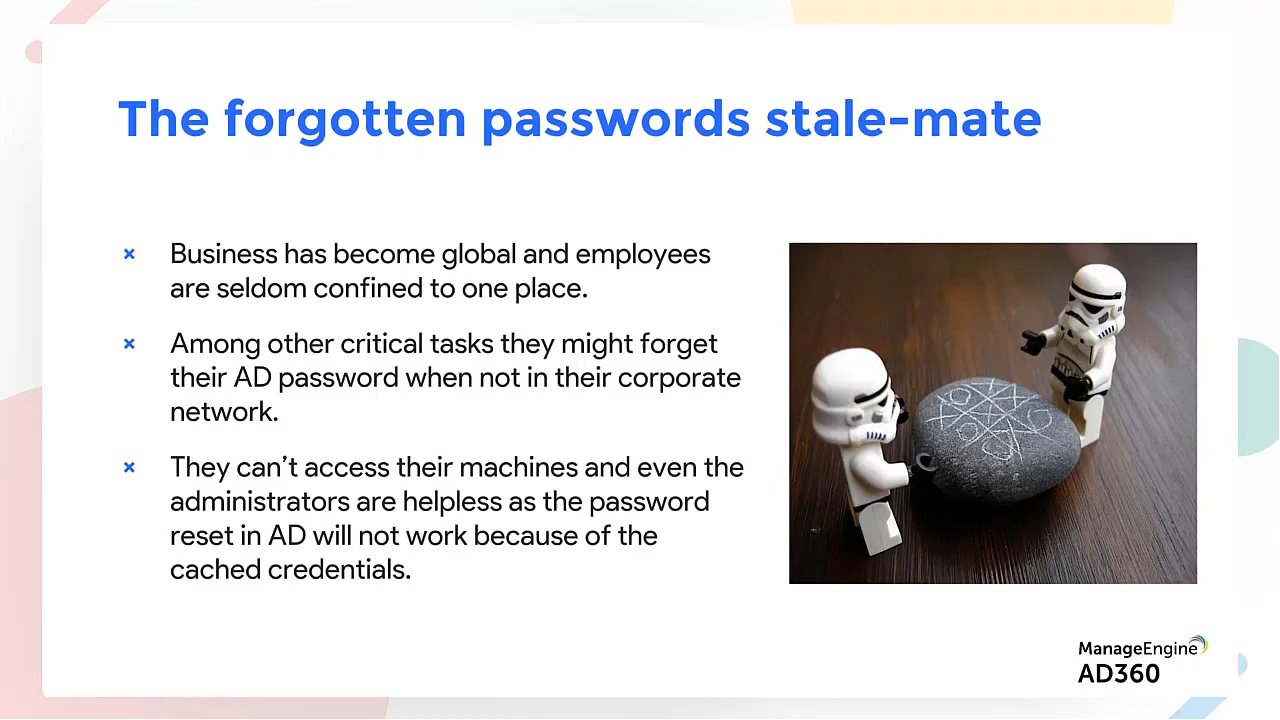 The forgotten passwords stale-mate
× Business has become global and employees
are seldom confined to one place.
× Among other critical tasks they might forget
their AD password when not in their corporate
network.
× They can’t access their machines and even the
administrators are helpless as the password
reset in AD will not work because of the
cached credentials.
ManageEngine
AD360